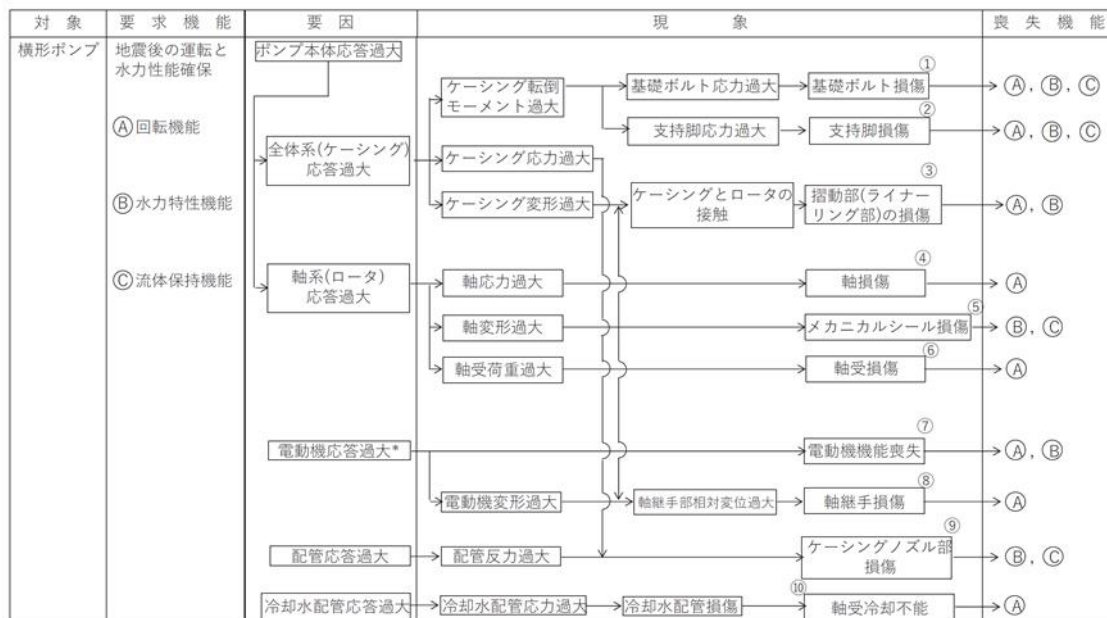 対象 要求機能 要因 現象 喪失機能
横形ポンプ
地震後の運転と
水力性能確保
Ⓐ回転機能
Ⓑ水力特性機能
Ⓒ流体保持機能
ポンプ本体応答過大
全体系(ケーシング)
応答過大
ケーシング転倒
モーメント過大
基礎ボルト応力過大
①
基礎ボルト損傷
Ⓐ, Ⓑ, Ⓒ
支持脚応力過大
②
支持脚損傷
Ⓐ, Ⓑ, Ⓒ
ケーシング応力過大
ケーシング変形過大
ケーシングとロータの
接触
③
摺動部(ライナー
リング部)の損傷
Ⓐ, Ⓑ
軸系(ロータ)
応答過大
軸応力過大
④
軸損傷
Ⓐ
軸変形過大
⑤
メカニカルシール損傷
Ⓑ, Ⓒ
軸受荷重過大
⑥
軸受損傷
Ⓐ
電動機応答過大*
⑦
電動機機能喪失
Ⓐ, Ⓑ
電動機変形過大
軸継手部相対変位過大
⑧
軸継手損傷
Ⓐ
配管応答過大
配管反力過大
⑨
ケーシングノズル部
損傷
Ⓑ, Ⓒ
冷却水配管応答過大
冷却水配管応力過大
冷却水配管損傷
⑩
軸受冷却不能
Ⓐ